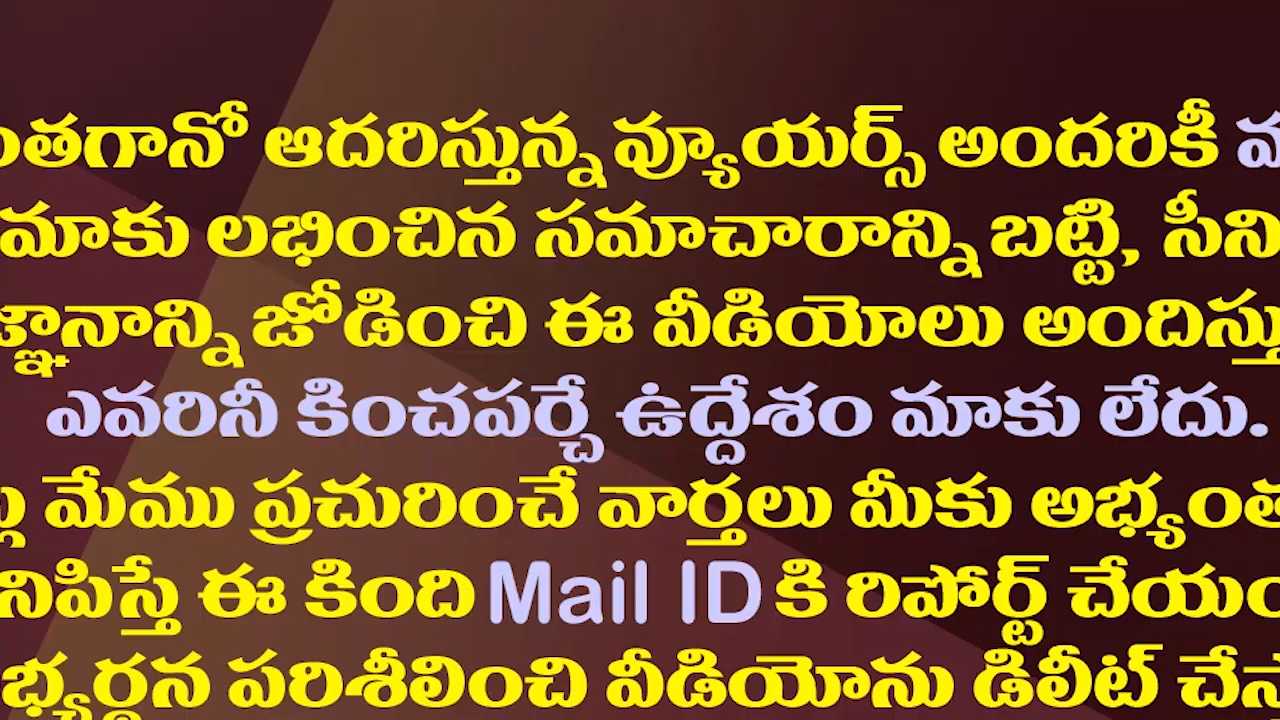 ంతగానో ఆదరిస్తున్న వ్యూయర్స్ అందరికీ
మాకు లభించిన సమాచారాన్ని బట్టి, సీని
జ్ఞానాన్ని జోడించి ఈ వీడియోలు అందిస్తు
ఎవరినీ కించపర్చే ఉద్దేశం మాకు లేదు.
మేము ప్రచురించే వార్తలు మీకు అభ్యంత
నిపిస్తే ఈ కింది Mail ID కి రిపోర్ట్ చేయం
భ్యర్థన పరిశీలించి వీడియోను డిలీట్ చేస